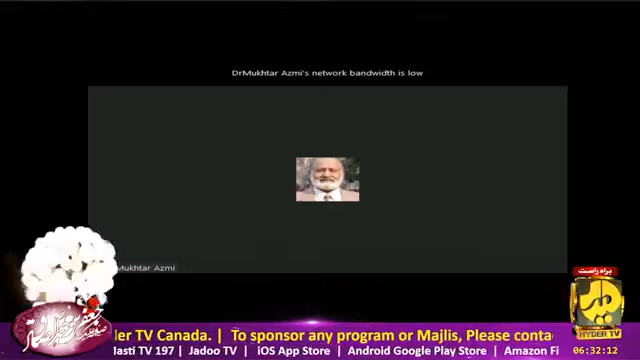 DrMukhtar Azmi's network bandwidth is low
Mukhtar Azmi
براہ راست
HYDER TV
der TV Canada. | To sponsor any program or Majlis, Please conta
06:32:12
Hasti TV 197 | Jadoo TV | iOS App Store | Android Google Play Store | Amazon Fi